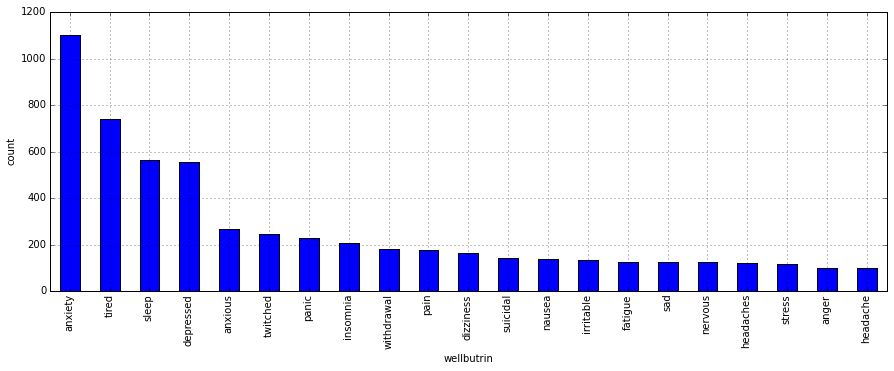 1200
1000
800
600
400
200
0
count
anxiety
tired
sleep
depressed
anxious
twitched
panic
insomnia
withdrawal
pain
dizziness
suicidal
nausea
irritable
fatigue
sad
nervous
headaches
stress
anger
headache
wellbutrin